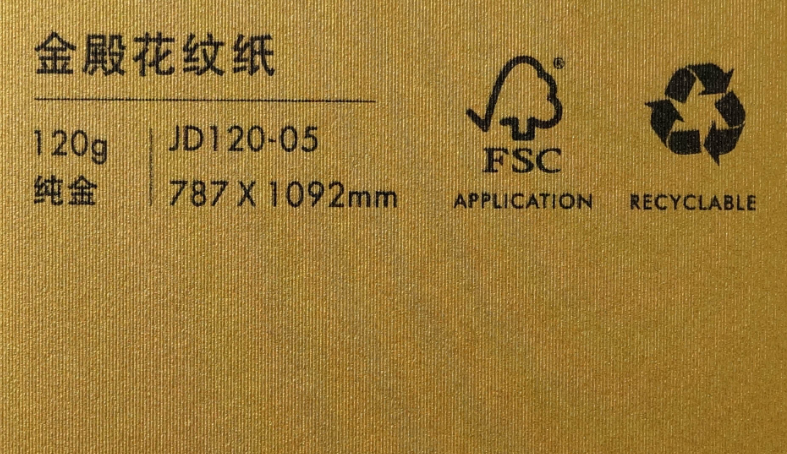 金殿花纹纸
120g
纯金
JD120-05
787 X 1092mm
®
FSC
APPLICATION
RECYCLABLE